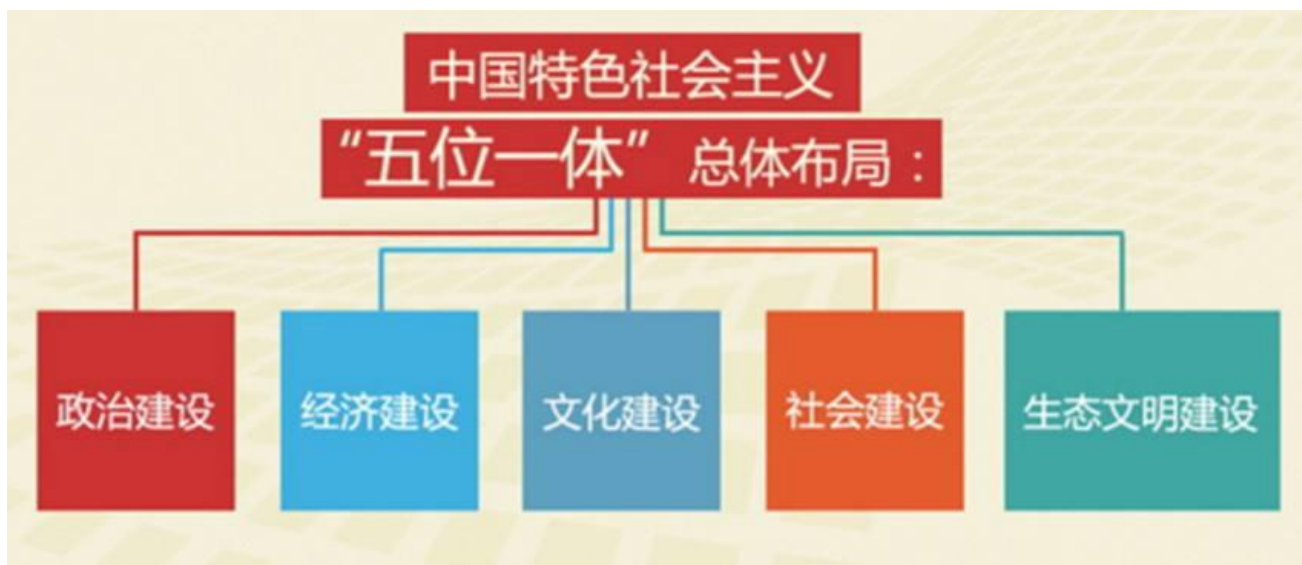 中国特色社会主义
“五位一体”总体布局：
政治建设
经济建设
文化建设
社会建设
生态文明建设